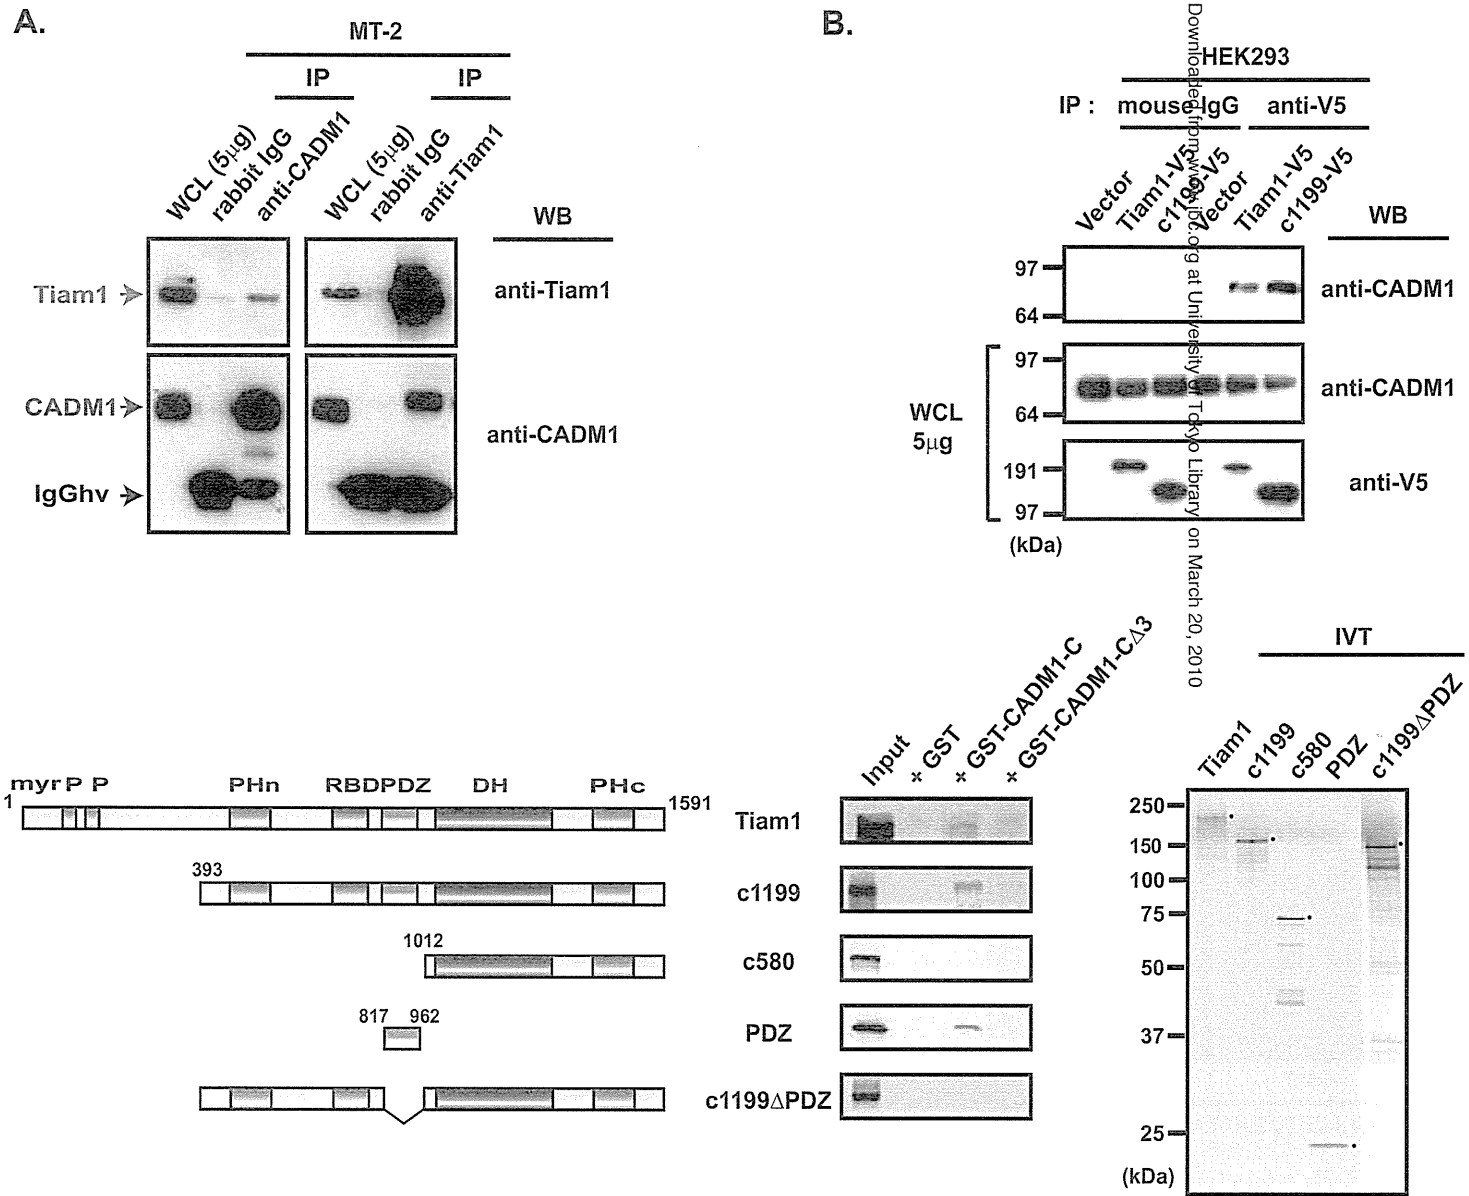 A.
MT-2
IP IP
WCL (5μg)
rabbit IgG
anti-CADM1
WCL (5μg)
rabbit IgG
anti-Tiam1
WB
Tiam1
anti-Tiam1
CADM1
anti-CADM1
IgGhv
B.
HEK293
IP : mouse IgG anti-V5
Vector
Tiam1-V5
c1199-V5
Vector
Tiam1-V5
c1199-V5
WB
97
64
anti-CADM1
WCL
5μg
97
64
anti-CADM1
191
97
anti-V5
(kDa)
Downloaded from www.jbc.org at University of Tokyo Library on March 20, 2010
myr P P PHn RBD PDZ DH PHc
1 1591
393
1012
817 962
Input
+ GST
+ GST-CADM1-C
+ GST-CADM1-CΔ3
Tiam1
c1199
c580
PDZ
c1199ΔPDZ
IVT
Tiam1
c1199
c580
PDZ
c1199ΔPDZ
250
150
100
75
50
37
25
(kDa)